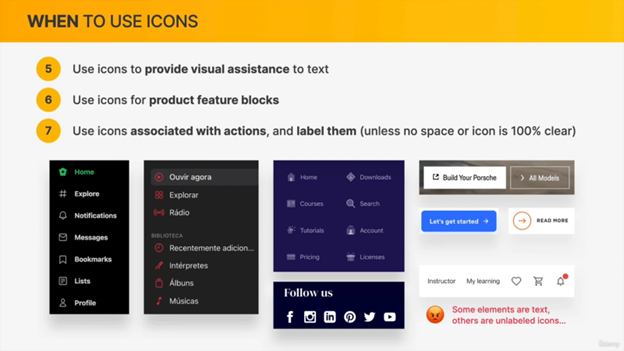 WHEN TO USE ICONS
5 Use icons to provide visual assistance to text
6 Use icons for product feature blocks
7 Use icons associated with actions, and label them (unless no space or icon is 100% clear)
Home
Explore
Notifications
Messages
Bookmarks
Lists
Profile
Ouvir agora
Explorar
Rádio
BIBLIOTECA
Recentemente adicion...
Intérpretes
Álbuns
Músicas
Home
Downloads
Courses
Search
Tutorials
Account
Pricing
Licenses
Follow us
Build Your Porsche
All Models
Let's get started
READ MORE
Instructor
My learning
Some elements are text,
others are unlabeled icons...
Udemy